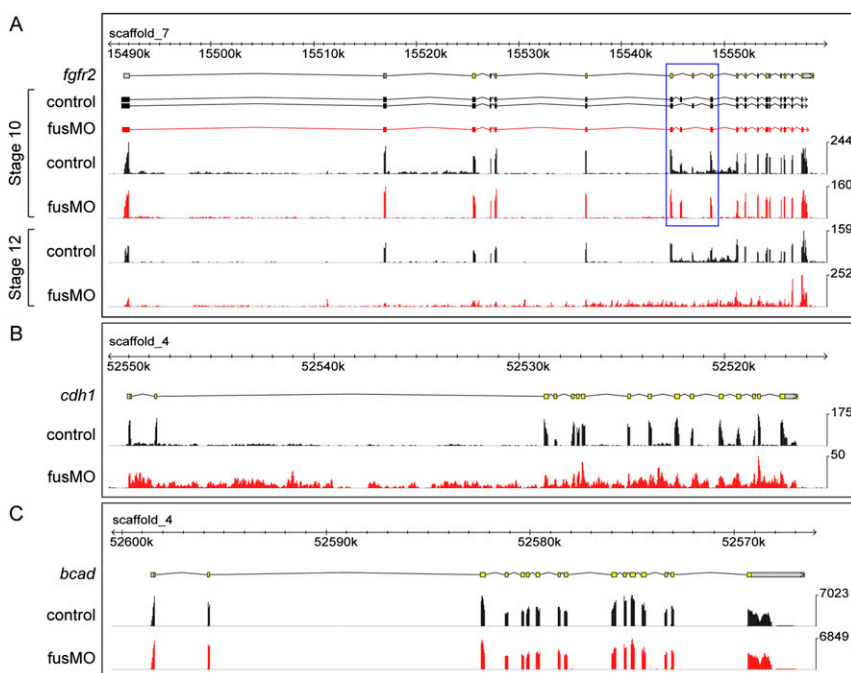 A
scaffold_7
15490k 15500k 15510k 15520k 15530k 15540k 15550k
fgfr2
Stage 10
control
fusMO
control
244
fusMO
160
Stage 12
control
159
fusMO
252
B
scaffold_4
52550k 52540k 52530k 52520k
cdh1
control
175
fusMO
50
C
scaffold_4
52600k 52590k 52580k 52570k
bcad
control
7023
fusMO
6849